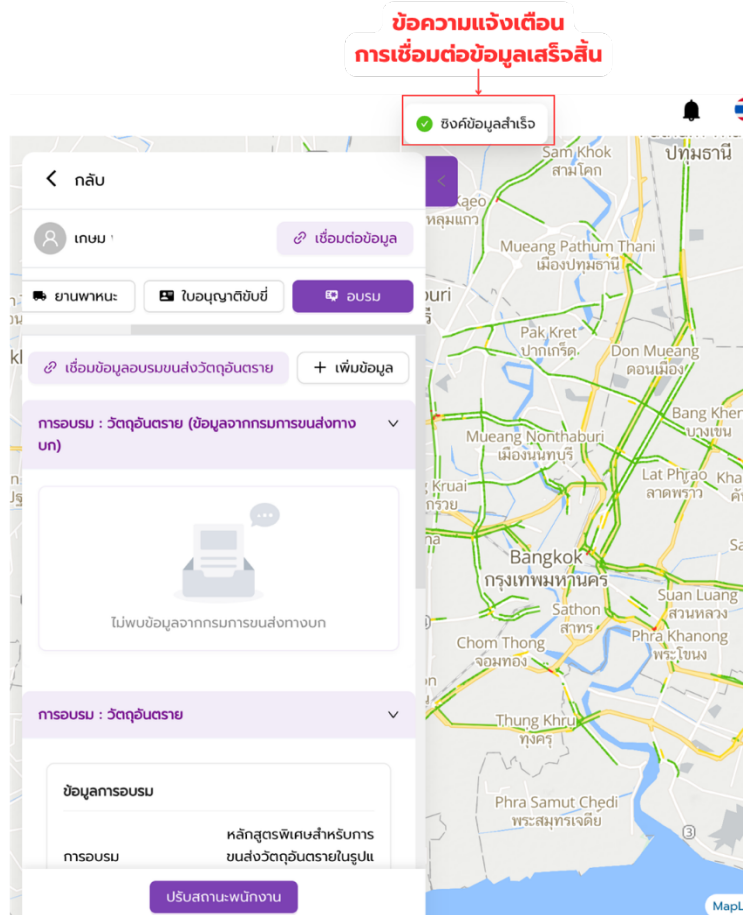 ข้อความแจ้งเตือน
การเชื่อมต่อข้อมูลเสร็จสิ้น
ซิงค์ข้อมูลสำเร็จ
กลับ
เกษม
เชื่อมต่อข้อมูล
ยานพาหนะ
ใบอนุญาติขับขี่
อบรม
เชื่อมข้อมูลอบรมขนส่งวัตถุอันตราย
+ เพิ่มข้อมูล
การอบรม : วัตถุอันตราย (ข้อมูลจากกรมการขนส่งทาง
บก)
ไม่พบข้อมูลจากกรมการขนส่งทางบก
การอบรม : วัตถุอันตราย
ข้อมูลการอบรม
การอบรม
หลักสูตรพิเศษสำหรับการ
ขนส่งวัตถุอันตรายในรูปแ
ปรับสถานะพนักงาน
ปทุมธานี
Sam Khok
สามโคก
Mueang Pathum Thani
เมืองปทุมธานี
Pak Kret
ปากเกร็ด
Don Mueang
ดอนเมือง
Bang Khen
บางเขน
Mueang Nonthaburi
เมืองนนทบุรี
Lat Phrao
ลาดพร้าว
Bangkok
กรุงเทพมหานคร
Suan Luang
สวนหลวง
Sathon
สาทร
Phra Khanong
พระโขนง
Chom Thong
จอมทอง
Thung Khru
ทุ่งครุ
Phra Samut Chedi
พระสมุทรเจดีย์
3
MapL